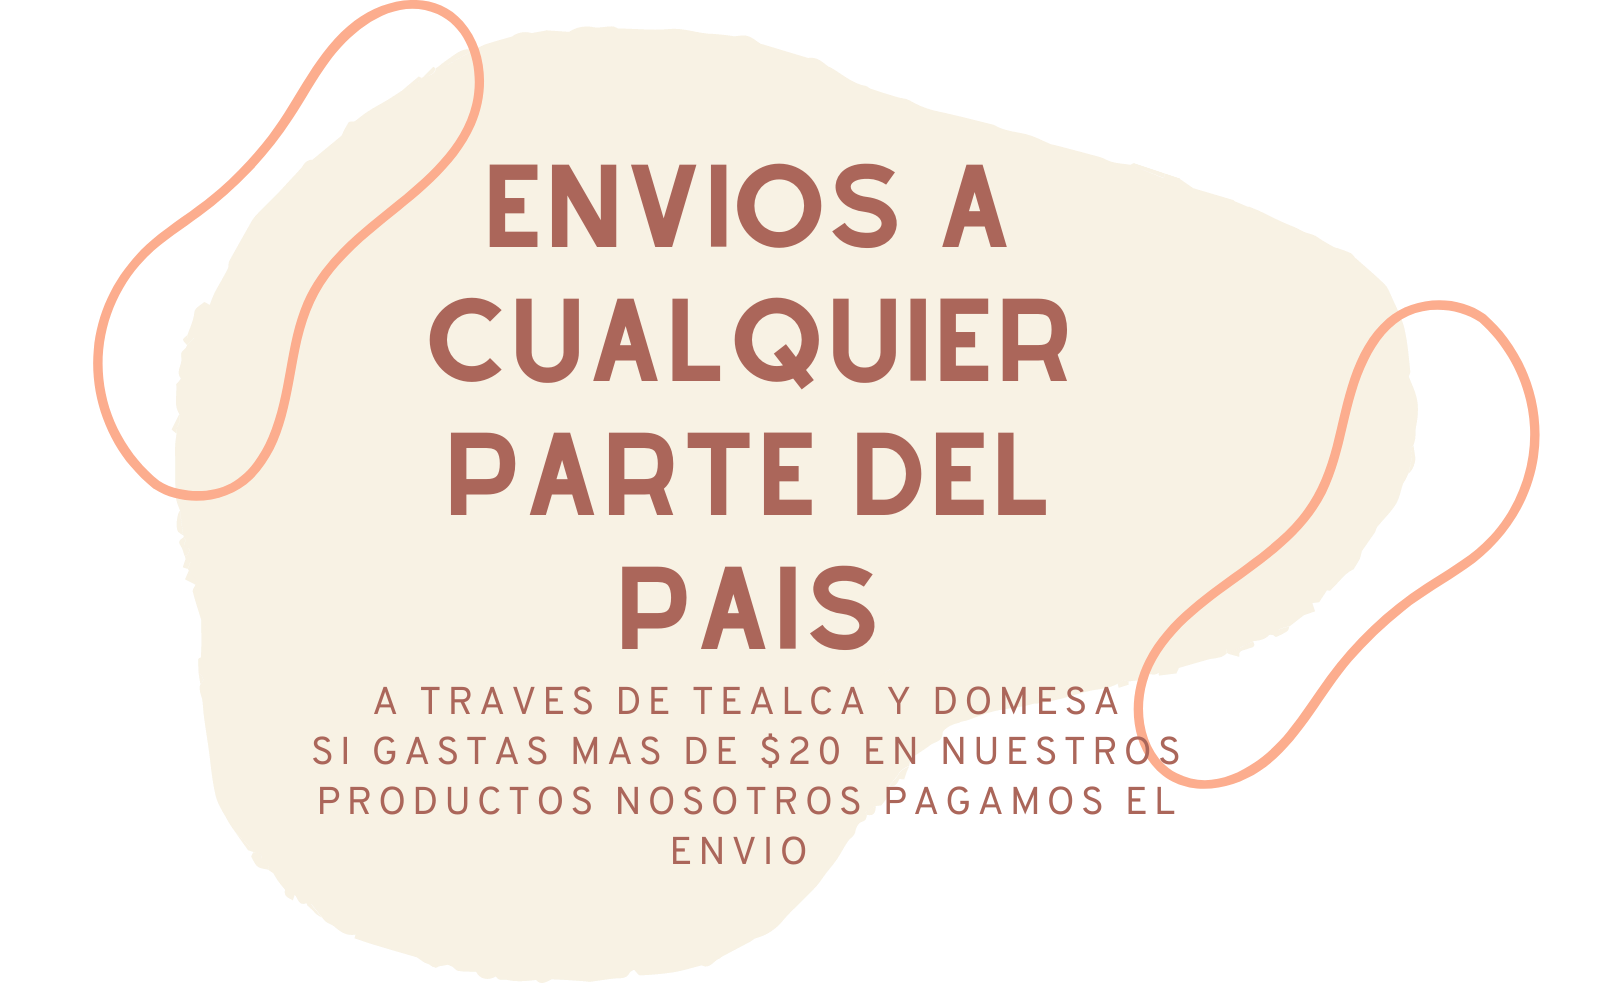 ENVIOS A
CUALQUIER
PARTE DEL
PAIS
A TRAVES DE TEALCA Y DOMESA
SI GASTAS MAS DE $20 EN NUESTROS
PRODUCTOS NOSOTROS PAGAMOS EL
ENVIO